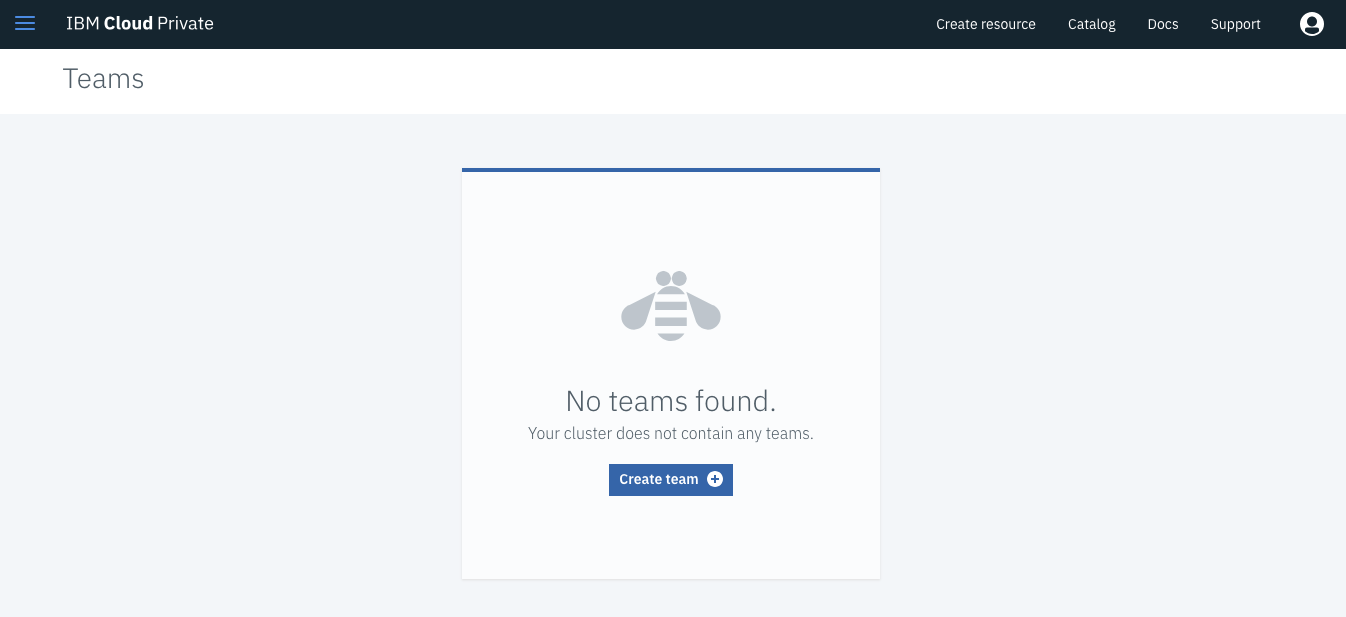 IBM Cloud Private
Create resource
Catalog
Docs
Support
Teams
No teams found.
Your cluster does not contain any teams.
Create team